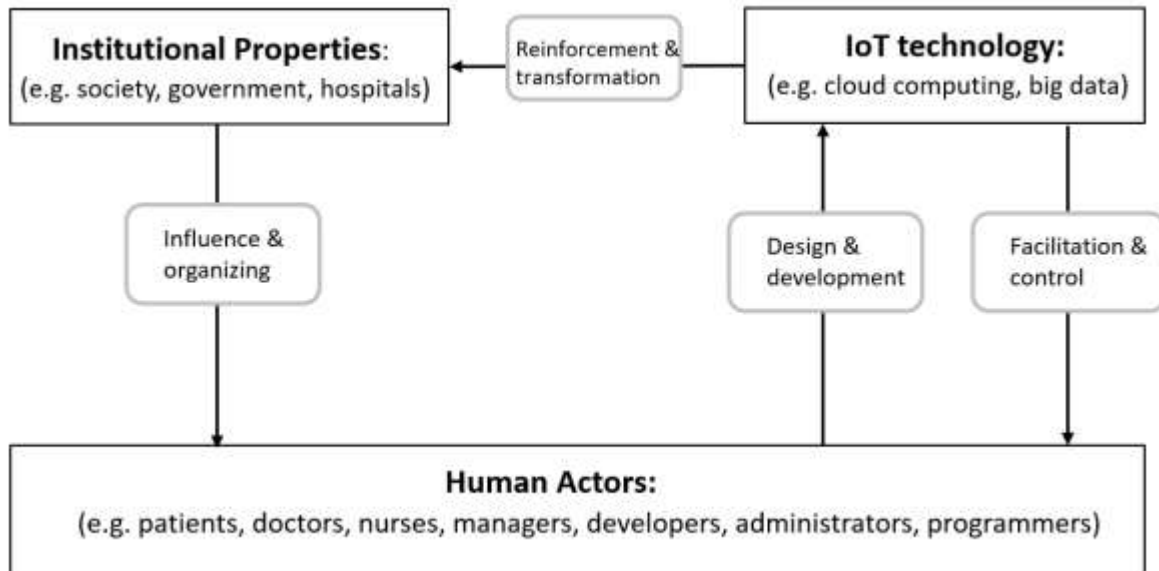 Institutional Properties:
(e.g. society, government, hospitals)
Reinforcement &
transformation
IoT technology:
(e.g. cloud computing, big data)
Influence &
organizing
Design &
development
Facilitation &
control
Human Actors:
(e.g. patients, doctors, nurses, managers, developers, administrators, programmers)